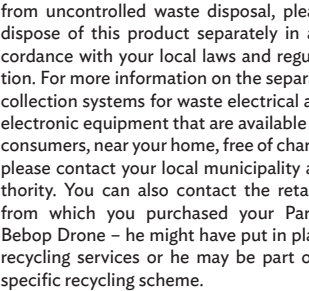 from uncontrolled waste disposal, plea
dispose of this product separately in a
cordance with your local laws and regu
tion. For more information on the separ
collection systems for waste electrical a
electronic equipment that are available
consumers, near your home, free of char
please contact your local municipality a
thority. You can also contact the reta
from which you purchased your Par
Bebop Drone – he might have put in pla
recycling services or he may be part o
specific recycling scheme.